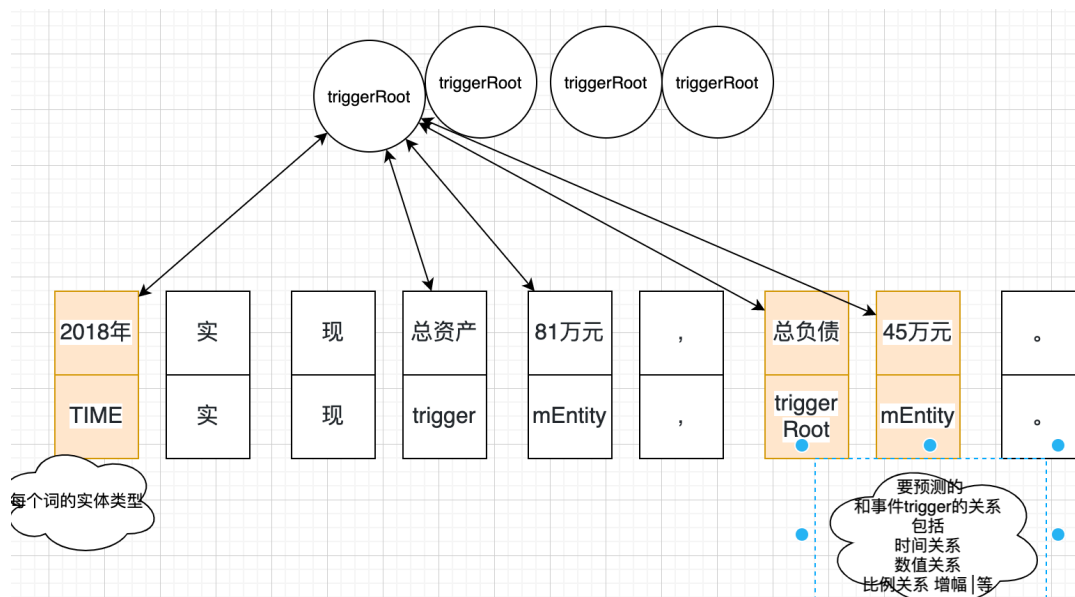 triggerRoot
triggerRoot
triggerRoot
triggerRoot
2018年 实 现 总资产 81万元 , 总负债 45万元 。
TIME 实 现 trigger mEntity , trigger Root mEntity 。
每个词的实体类型
要预测的
和事件trigger的关系
包括
时间关系
数值关系
比例关系 增幅等